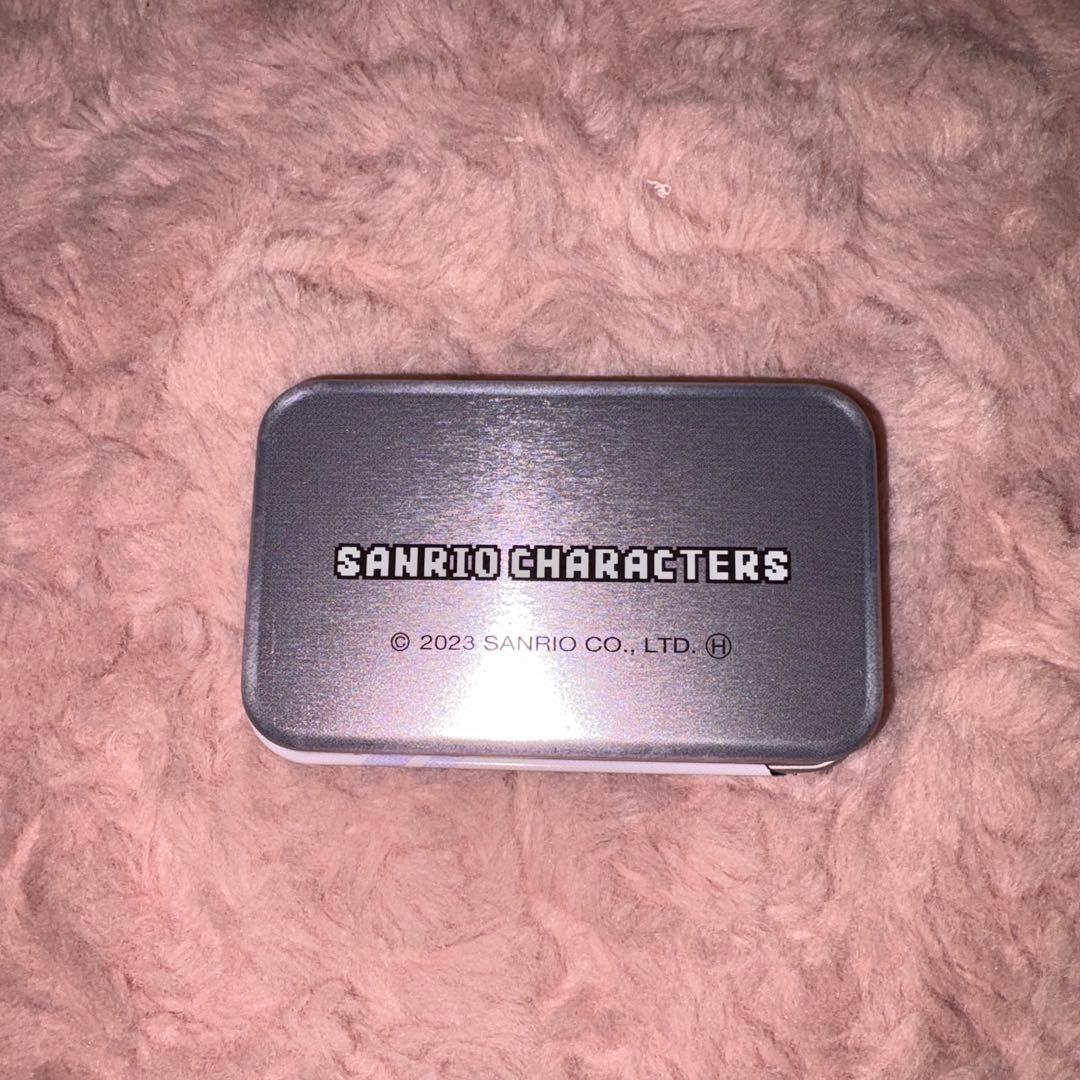 SANRIO CHARACTERS
© 2023 SANRIO CO., LTD. Ⓗ